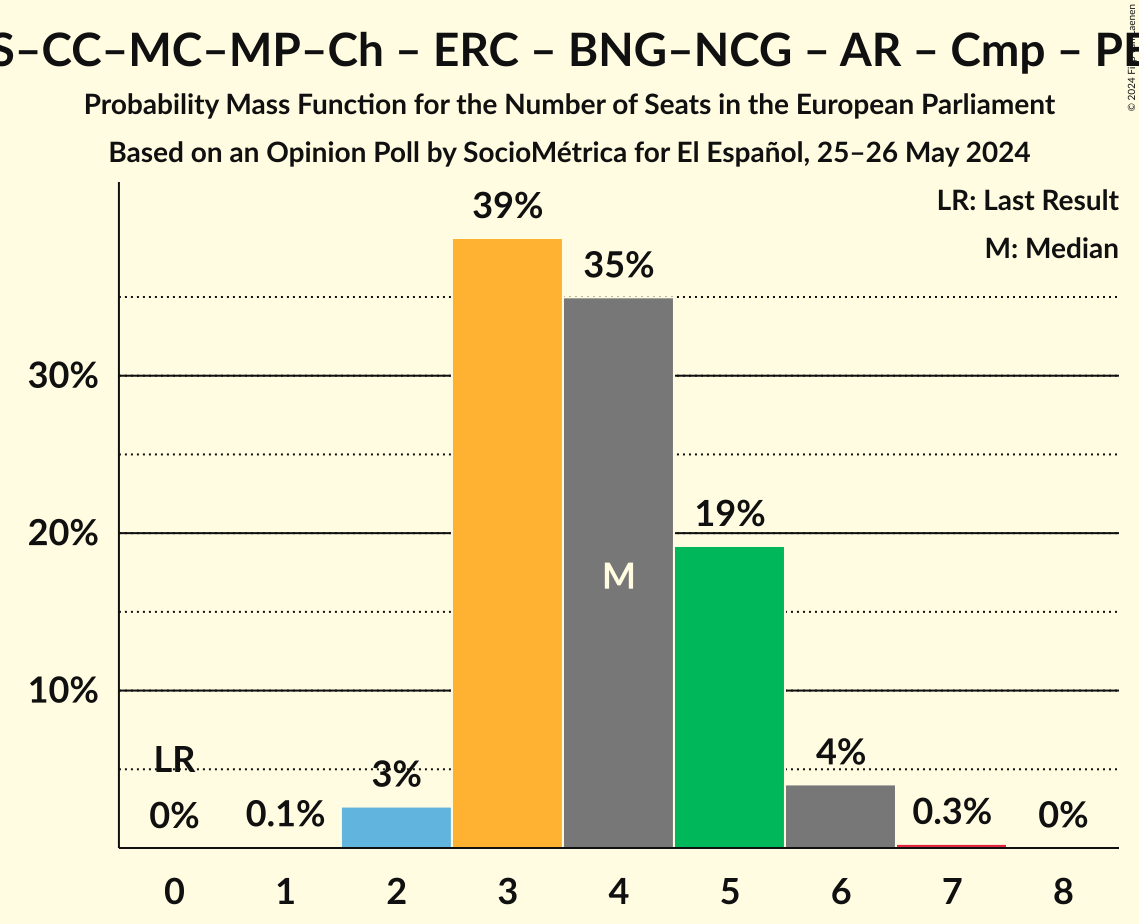 S–CC–MC–MP–Ch – ERC – BNG–NCG – AR – Cmp –
Probability Mass Function for the Number of Seats in the European Parliament
Based on an Opinion Poll by SocioMétrica for El Español, 25–26 May 2024
© 2024
LR: Last Result
M: Median
39%
35%
30%
19%
20%
M
10%
LR
3%
4%
0%
0.1%
0.3%
0%
0 1 2 3 4 5 6 7 8